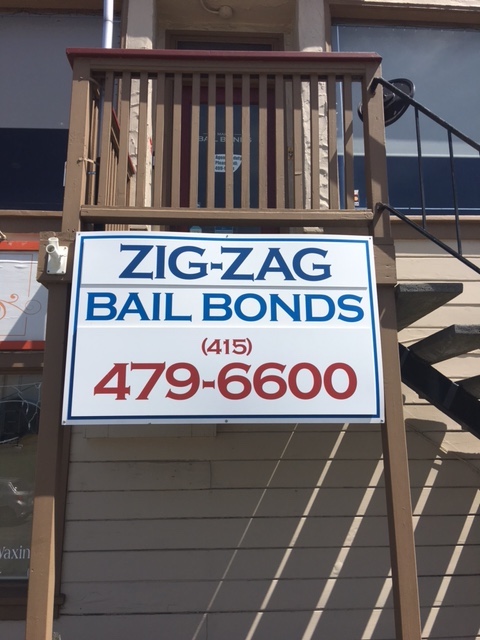 BAIL BONDS
ZIG-ZAG
BAIL BONDS
(415)
479-6600